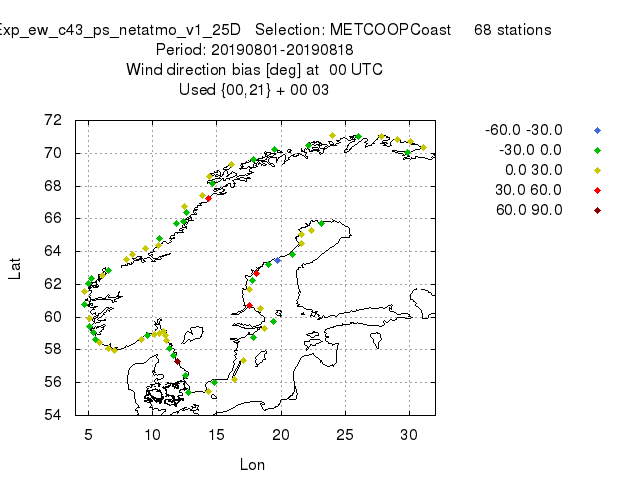 Exp_ew_c43_ps_netatmo_v1_25D Selection: METCOOPCoast 68 stations
Period: 20190801-20190818
Wind direction bias [deg] at 00 UTC
Used {00,21} + 00 03
72
70
68
66
64
62
60
58
56
54
5 10 15 20 25 30
Lat
Lon
-60.0 -30.0
-30.0 0.0
0.0 30.0
30.0 60.0
60.0 90.0